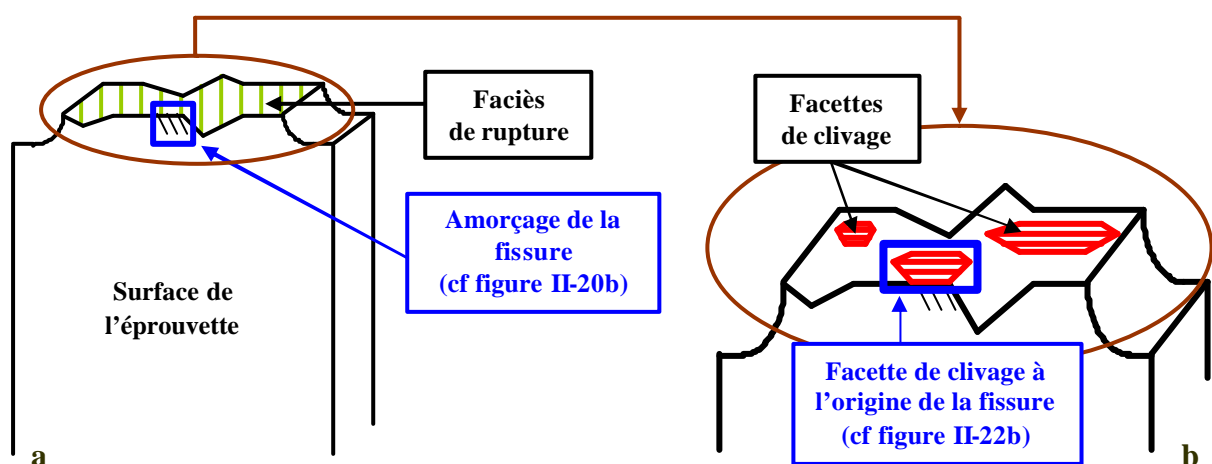 Faciès
de rupture
Amorçage de la
fissure
(cf figure II-20b)
Surface de
l’éprouvette
a
Facettes
de clivage
Facette de clivage à
l’origine de la fissure
(cf figure II-22b)
b